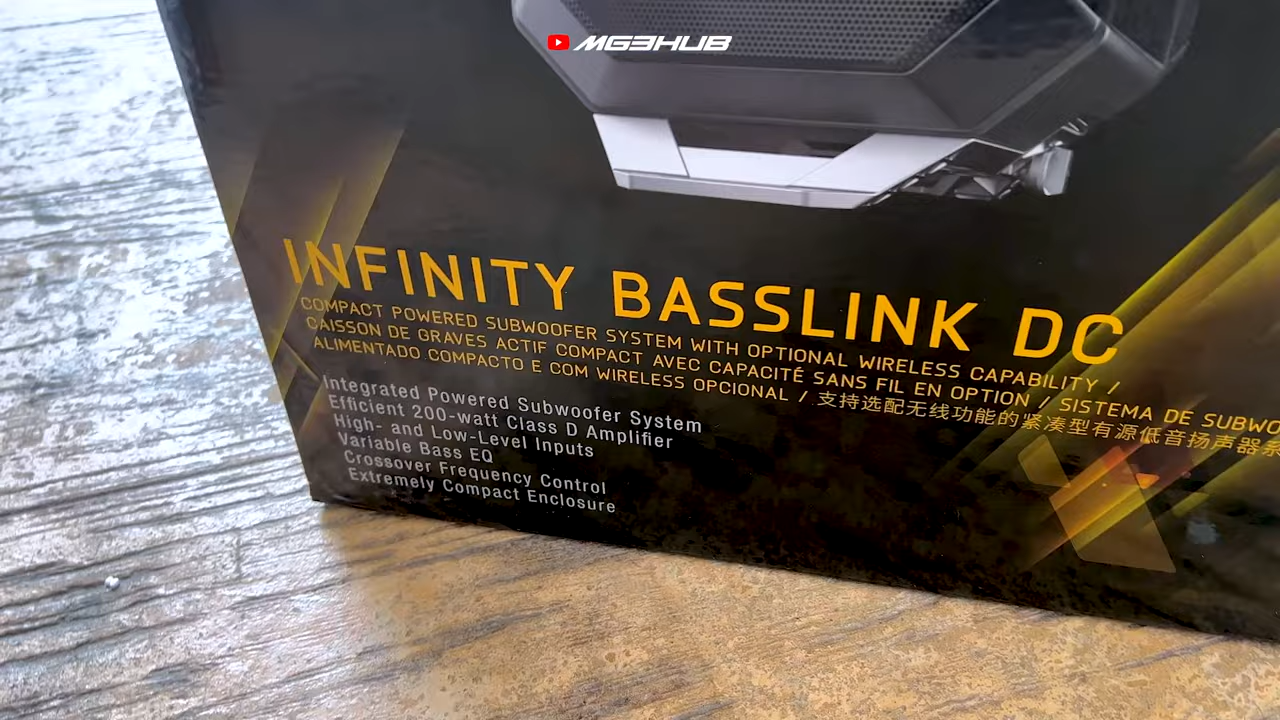 MG3HUB
INFINITY BASSLINK DC
COMPACT POWERED SUBWOOFER SYSTEM WITH OPTIONAL WIRELESS CAPABILITY /
CAISSON DE GRAVES ACTIF COMPACT AVEC CAPACITÉ SANS FIL EN OPTION / SISTEMA DE SUBWO
ALIMENTADO COMPACTO E COM WIRELESS OPCIONAL / 支持选配无线功能的紧凑型有源低音扬声器系
Integrated Powered Subwoofer System
Efficient 200-watt Class D Amplifier
High- and Low-Level Inputs
Variable Bass EQ
Crossover Frequency Control
Extremely Compact Enclosure